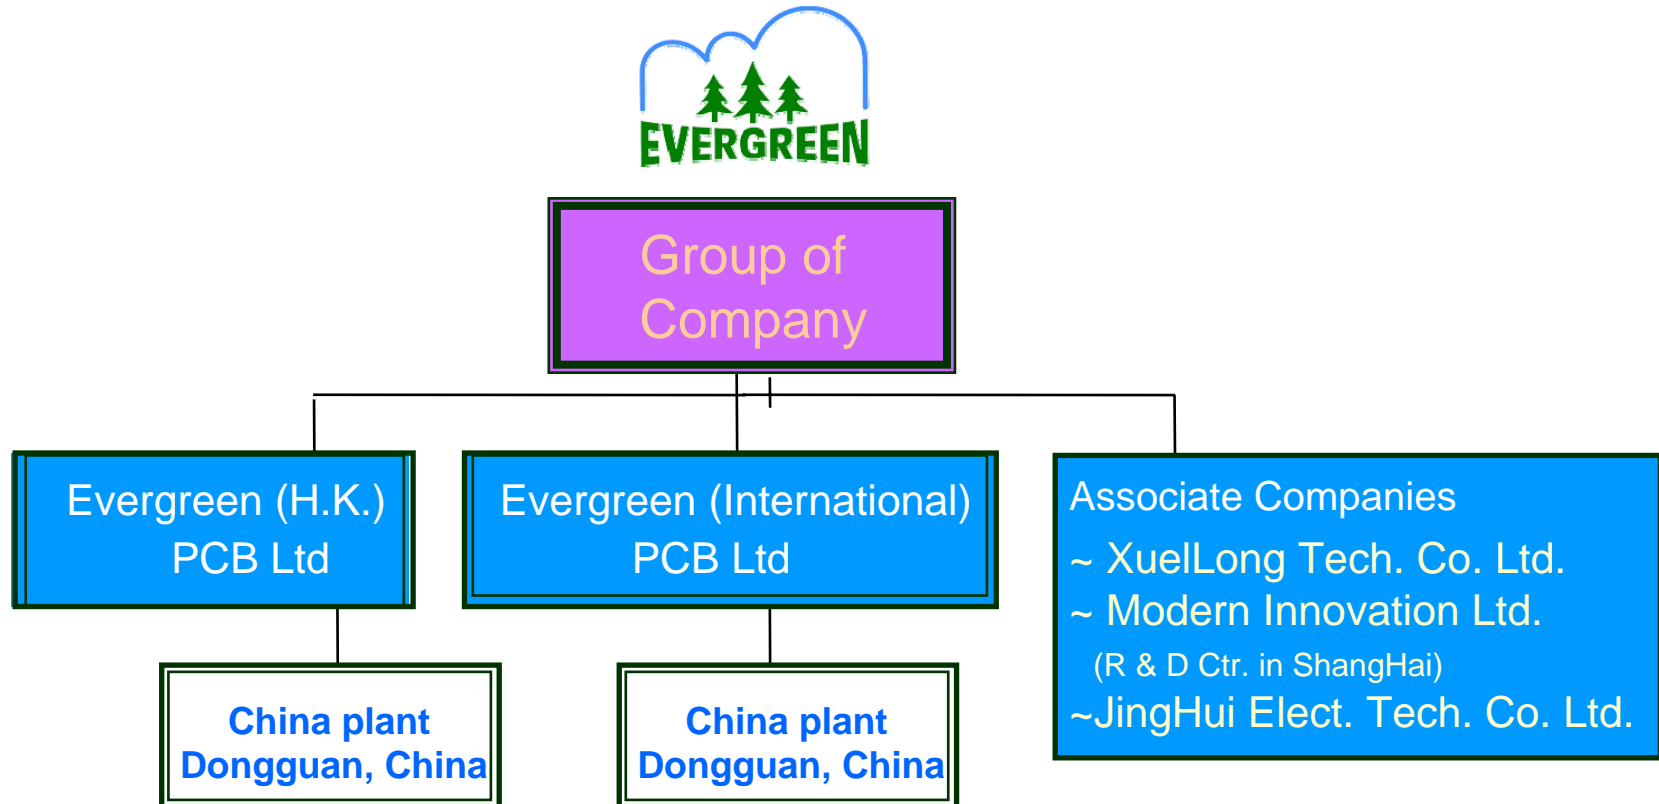 EVERGREEN
Group of
Company
Evergreen (H.K.)
PCB Ltd
Evergreen (International)
PCB Ltd
Associate Companies
~ XuelLong Tech. Co. Ltd.
~ Modern Innovation Ltd.
(R & D Ctr. in ShangHai)
~JingHui Elect. Tech. Co. Ltd.
China plant
Dongguan, China
China plant
Dongguan, China